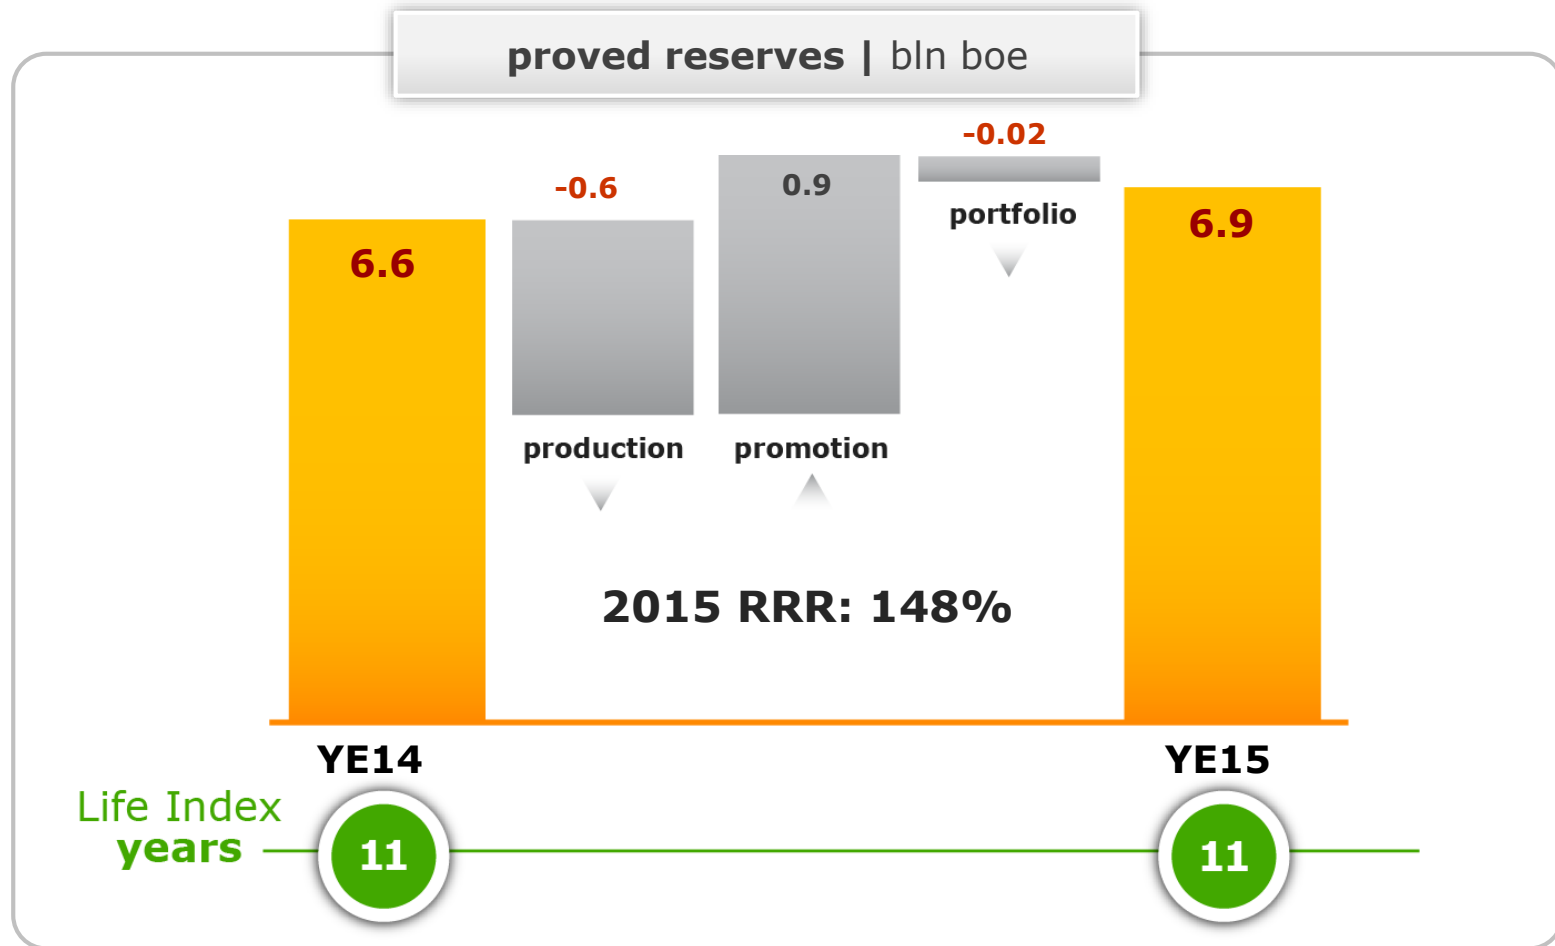 proved reserves | bln boe
-0.02
-0.6
0.9
portfolio
6.6
6.9
production
promotion
2015 RRR: 148%
YE14
YE15
Life Index
years
11
11